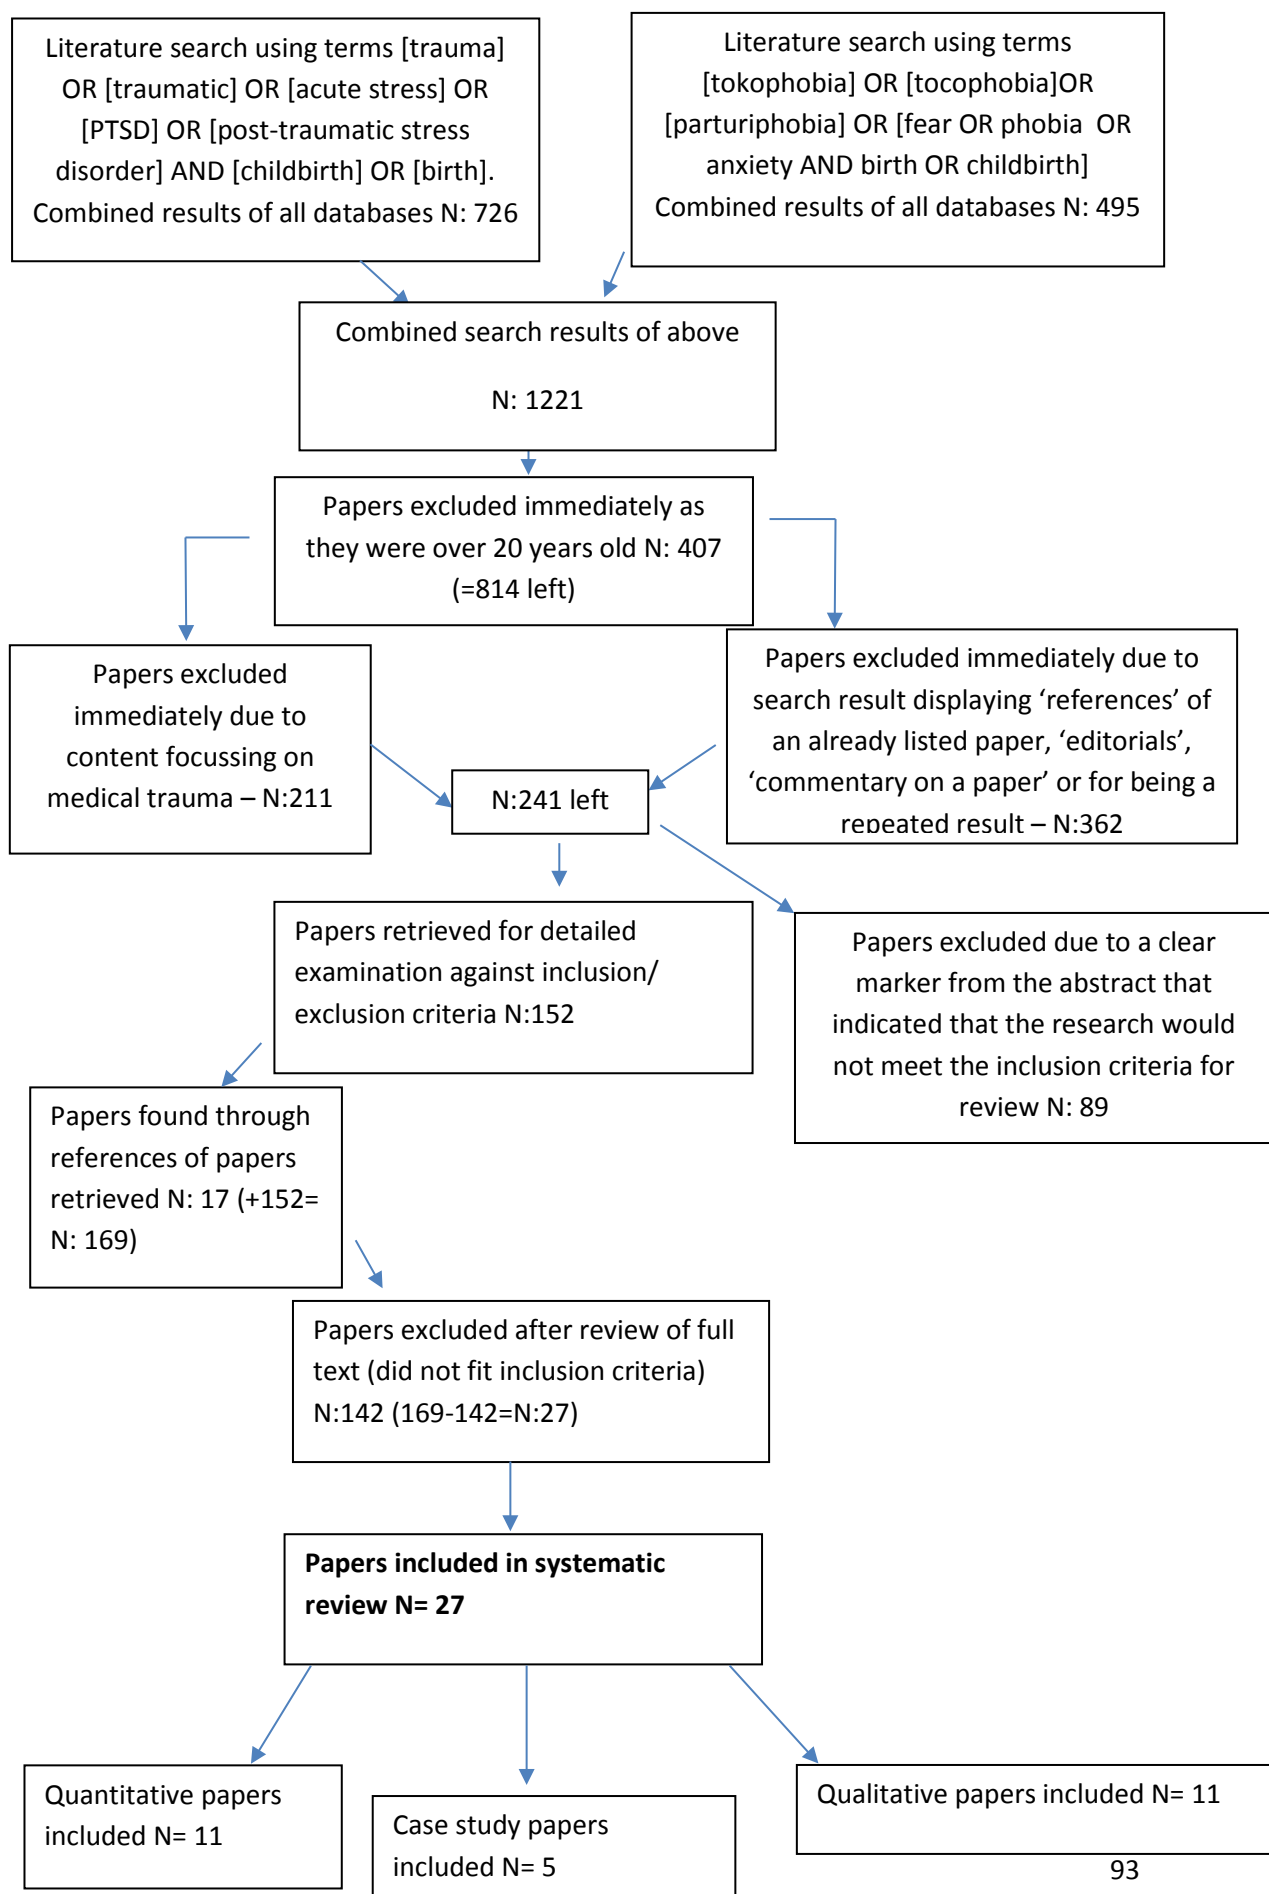 Literature search using terms [trauma]
OR [traumatic] OR [acute stress] OR
[PTSD] OR [post-traumatic stress
disorder] AND [childbirth] OR [birth].
Combined results of all databases N: 726
Literature search using terms
[tokophobia] OR [tocophobia]OR
[parturiphobia] OR [fear OR phobia  OR
anxiety AND birth OR childbirth]
Combined results of all databases N: 495
Combined search results of above
N: 1221
Papers excluded immediately as
they were over 20 years old N: 407
(=814 left)
Papers excluded
immediately due to
content focussing on
medical trauma – N:211
Papers excluded immediately due to
search result displaying ‘references’ of
an already listed paper, ‘editorials’,
‘commentary on a paper’ or for being a
repeated result – N:362
N:241 left
Papers retrieved for detailed
examination against inclusion/
exclusion criteria N:152
Papers excluded due to a clear
marker from the abstract that
indicated that the research would
not meet the inclusion criteria for
review N: 89
Papers found through
references of papers
retrieved N: 17 (+152=
N: 169)
Papers excluded after review of full
text (did not fit inclusion criteria)
N:142 (169-142=N:27)
Papers included in systematic
review N= 27
Quantitative papers
included N= 11
Case study papers
included N= 5
Qualitative papers included N= 11
93